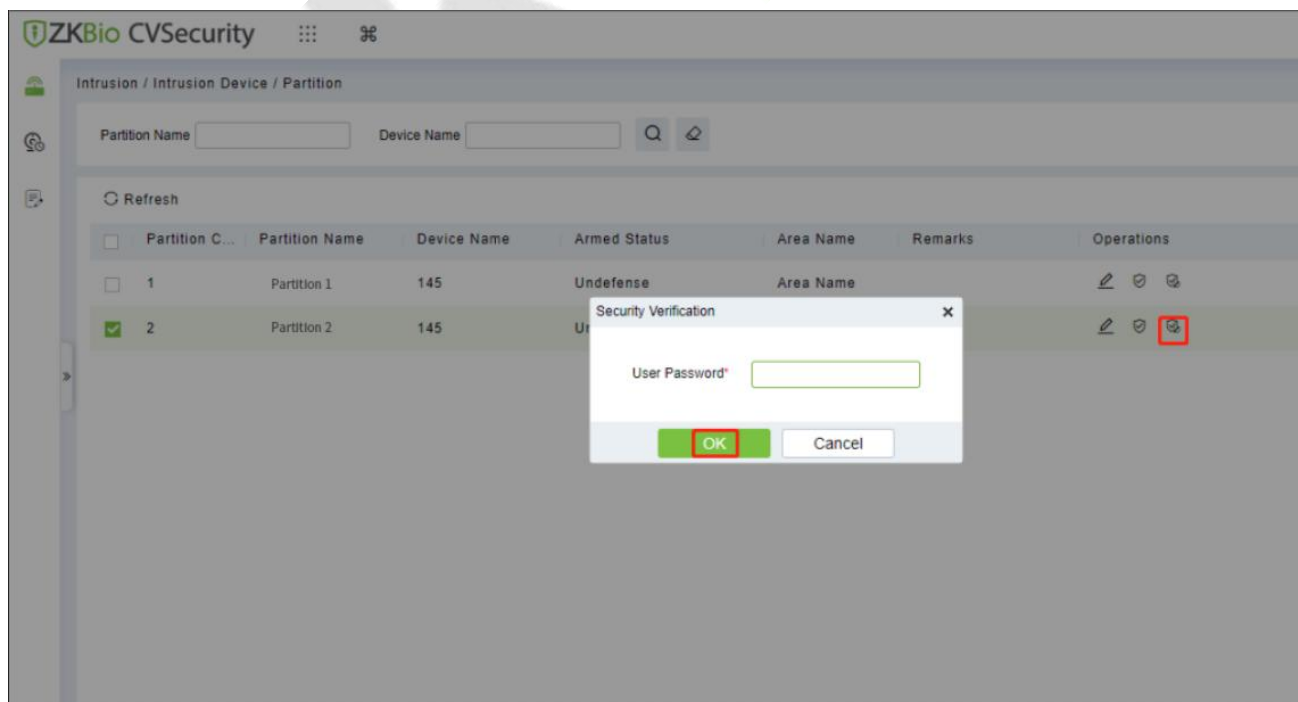 ZKBio CVSecurity
Intrusion / Intrusion Device / Partition
Partition Name Device Name
Refresh
Partition C... Partition Name Device Name Armed Status Area Name Remarks Operations
1 Partition 1 145 Undefense Area Name
2 Partition 2 145 Un
Security Verification
User Password*
OK Cancel